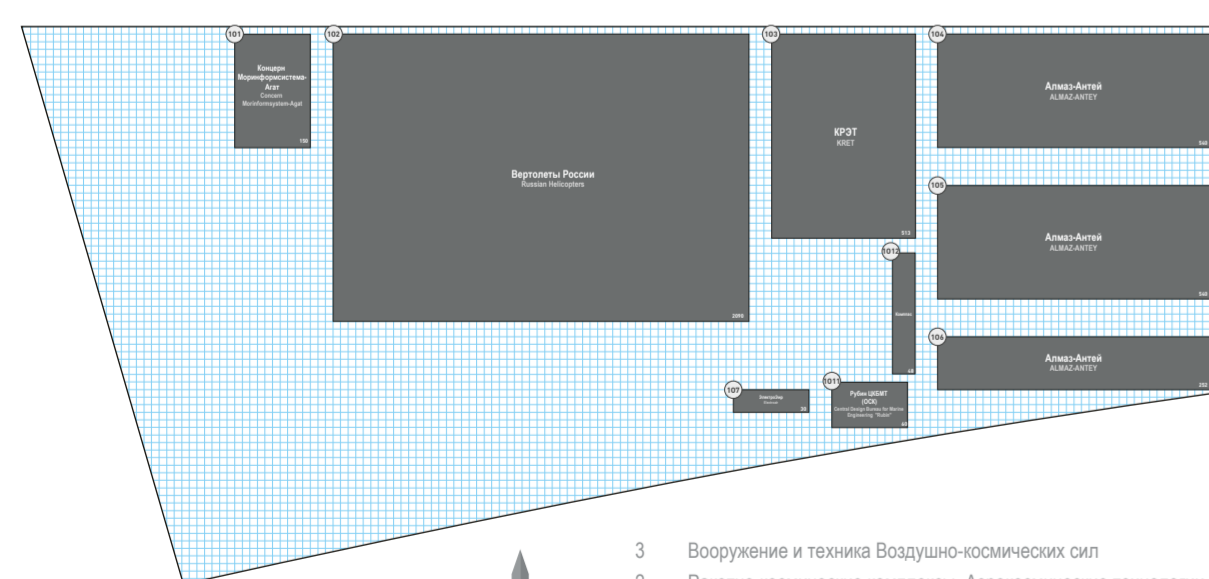 101
Концерн
Моринформсистема-
Агат
Concern
Morinformsystem-Agat
150
102
Вертолеты России
Russian Helicopters
2090
103
КРЭТ
KRET
513
104
Алмаз-Антей
ALMAZ-ANTEY
540
105
Алмаз-Антей
ALMAZ-ANTEY
540
1012
106
Алмаз-Антей
ALMAZ-ANTEY
252
107
30
1011
Рубин ЦКБМТ
(ОСК)
Central Design Bureau for Marine
Engineering "Rubin"
3 Вооружение и техника Воздушно-космических сил